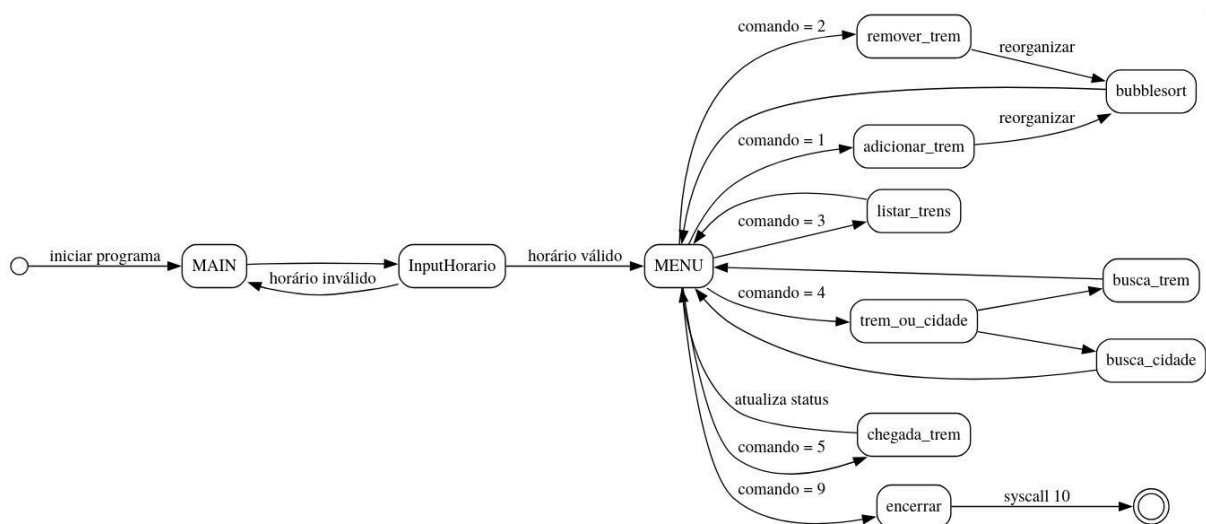 comando = 2
remover_trem
reorganizar
bubblesort
reorganizar
comando = 1
adicionar_trem
listar_trens
comando = 3
iniciar programa
MAIN
horário inválido
InputHorario
horário válido
MENU
busca_trem
comando = 4
trem_ou_cidade
busca_cidade
atualiza status
chegada_trem
comando = 5
comando = 9
encerrar
syscall 10